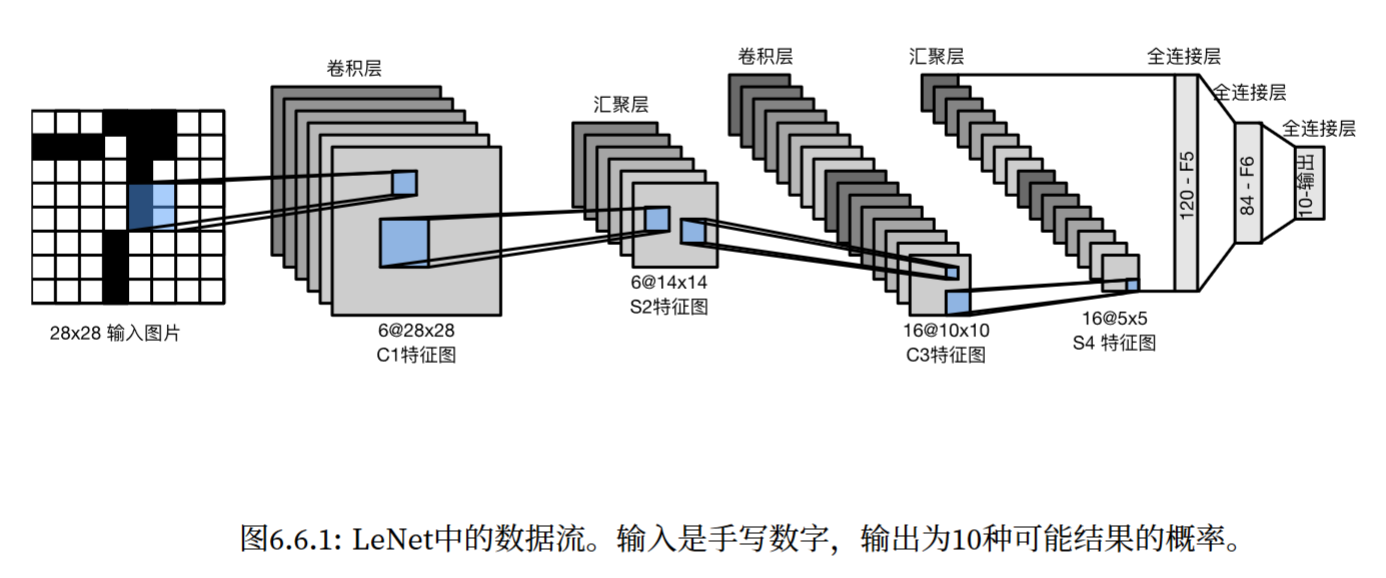 卷积层
汇聚层
卷积层
汇聚层
全连接层
全连接层
全连接层
120 - F5
84 - F6
10-输出
28x28 输入图片
6@28x28
C1特征图
6@14x14
S2特征图
16@10x10
C3特征图
16@5x5
S4 特征图
图6.6.1: LeNet中的数据流。输入是手写数字，输出为10种可能结果的概率。